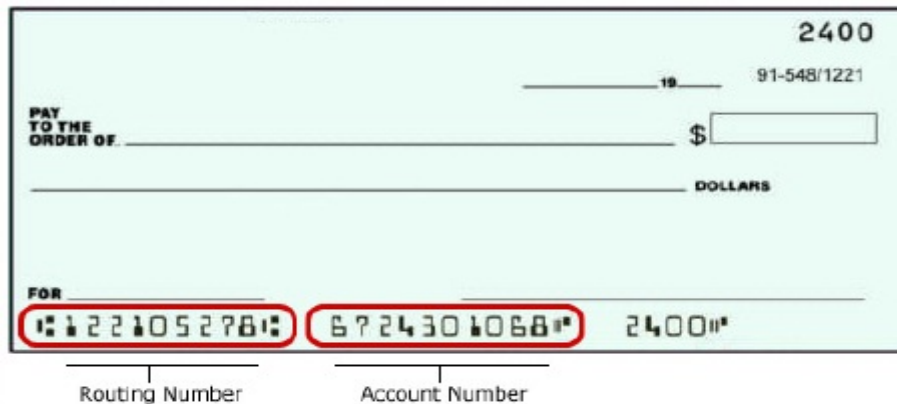 2400
19 91-548/1221
PAY
TO THE
ORDER OF $
DOLLARS
FOR
⑆122105278⑆ 6724301068⑈ 2400⑈
Routing Number Account Number